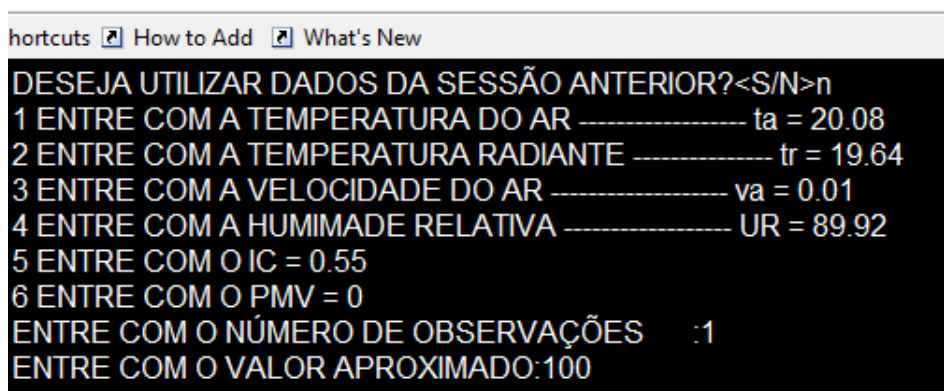 hortcuts How to Add What's New
DESEJA UTILIZAR DADOS DA SESSÃO ANTERIOR?<S/N>n
1 ENTRE COM A TEMPERATURA DO AR ------------------ ta = 20.08
2 ENTRE COM A TEMPERATURA RADIANTE --------------- tr = 19.64
3 ENTRE COM A VELOCIDADE DO AR ------------------- va = 0.01
4 ENTRE COM A HUMIMADE RELATIVA ------------------ UR = 89.92
5 ENTRE COM O IC = 0.55
6 ENTRE COM O PMV = 0
ENTRE COM O NÚMERO DE OBSERVAÇÕES :1
ENTRE COM O VALOR APROXIMADO:100